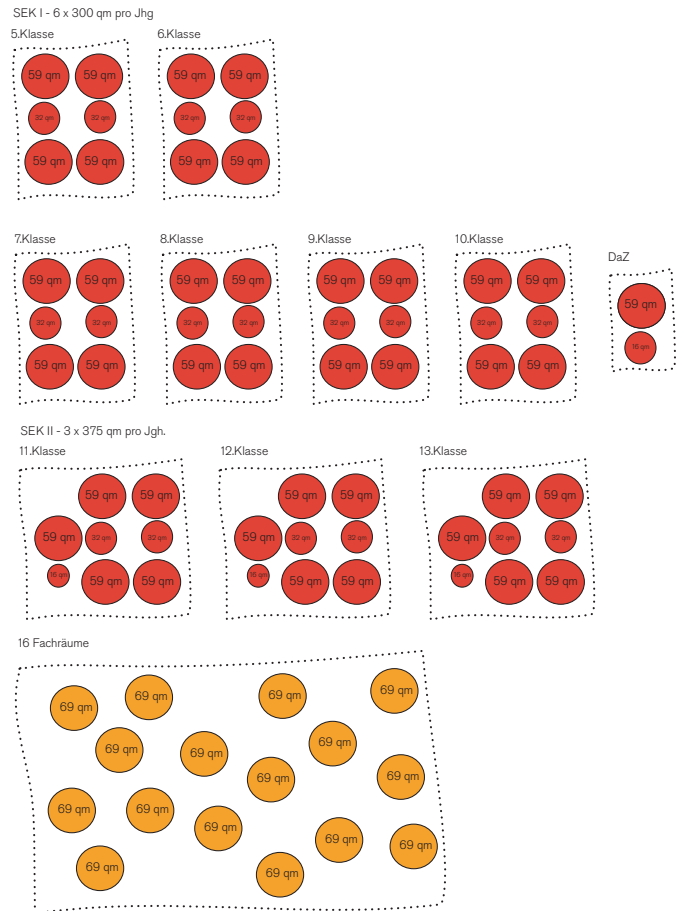 SEK I - 6 x 300 qm pro Jhg
5.Klasse 6.Klasse
59 qm 59 qm 59 qm 59 qm
32 qm 32 qm 32 qm 32 qm
59 qm 59 qm 59 qm 59 qm
7.Klasse 8.Klasse 9.Klasse 10.Klasse
DaZ
59 qm 59 qm 59 qm 59 qm 59 qm 59 qm 59 qm 59 qm
59 qm
32 qm 32 qm 32 qm 32 qm 32 qm 32 qm 32 qm 32 qm
16 qm
59 qm 59 qm 59 qm 59 qm 59 qm 59 qm 59 qm 59 qm
SEK II - 3 x 375 qm pro Jgh.
11.Klasse 12.Klasse 13.Klasse
59 qm 59 qm 59 qm 59 qm 59 qm 59 qm
59 qm 32 qm 32 qm 59 qm 32 qm 32 qm 59 qm 32 qm 32 qm
16 qm 59 qm 59 qm 16 qm 59 qm 59 qm 16 qm 59 qm 59 qm
16 Fachräume
69 qm 69 qm 69 qm 69 qm
69 qm 69 qm 69 qm
69 qm 69 qm
69 qm 69 qm 69 qm
69 qm 69 qm
69 qm 69 qm